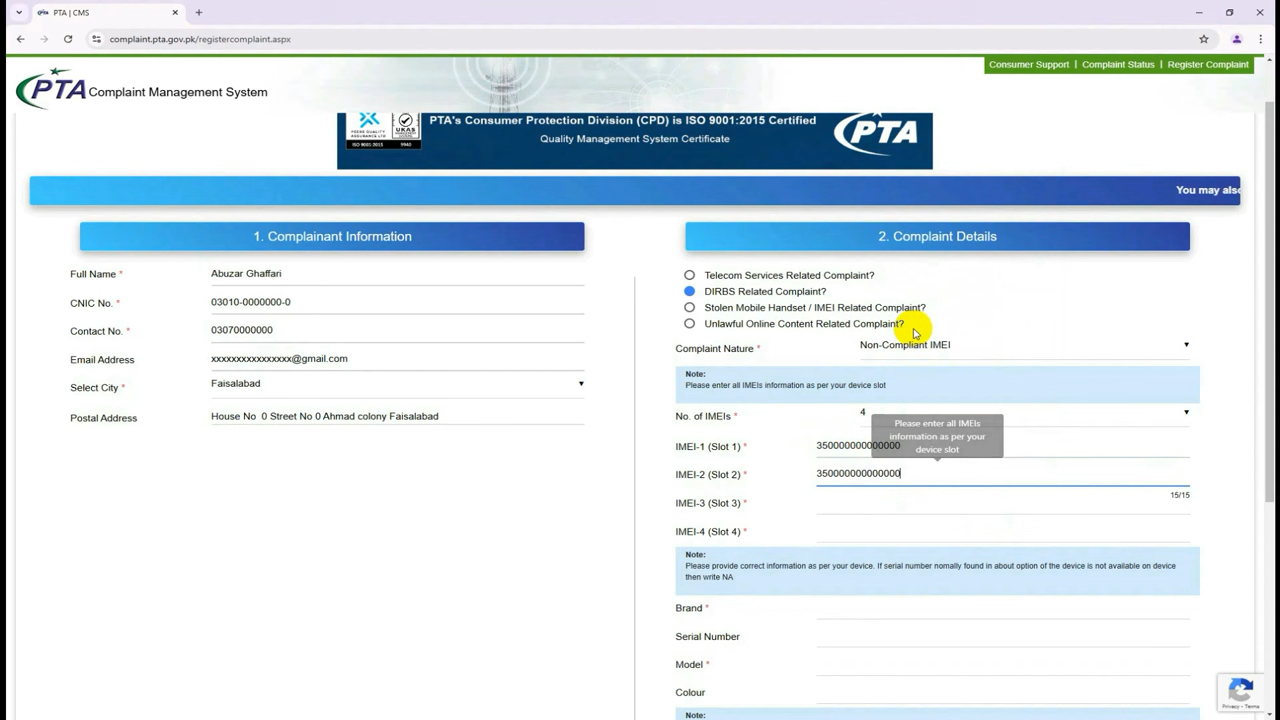 PTA | CMS
complaint.pta.gov.pk/registercomplaint.aspx
Consumer Support | Complaint Status | Register Complaint
PTA Complaint Management System
PTA's Consumer Protection Division (CPD) is ISO 9001:2015 Certified
Quality Management System Certificate
UKAS
ISO 9001:2015
PTA
You may also
1. Complainant Information
Full Name * Abuzar Ghaffari
CNIC No. * 03010-0000000-0
Contact No. * 03070000000
Email Address xxxxxxxxxxxxxxxx@gmail.com
Select City * Faisalabad
Postal Address House No 0 Street No 0 Ahmad colony Faisalabad
2. Complaint Details
Telecom Services Related Complaint?
DIRBS Related Complaint?
Stolen Mobile Handset / IMEI Related Complaint?
Unlawful Online Content Related Complaint?
Complaint Nature * Non-Compliant IMEI
Note:
Please enter all IMEIs information as per your device slot
No. of IMEIs * 4
Please enter all IMEIs
information as per your
device slot
IMEI-1 (Slot 1) * 350000000000000
IMEI-2 (Slot 2) * 350000000000000
15/15
IMEI-3 (Slot 3) *
IMEI-4 (Slot 4) *
Note:
Please provide correct information as per your device. If serial number nomally found in about option of the device is not available on device
then write NA
Brand *
Serial Number
Model *
Colour
Note:
Privacy - Terms